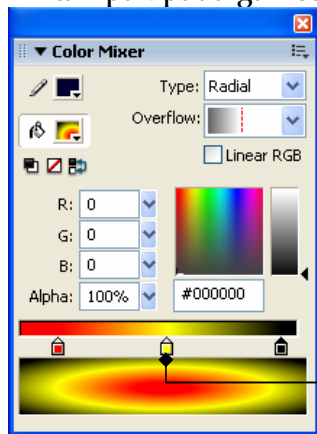 Color Mixer
Type: Radial
Overflow:
Linear RGB
R: 0
G: 0
B: 0
Alpha: 100%
#000000